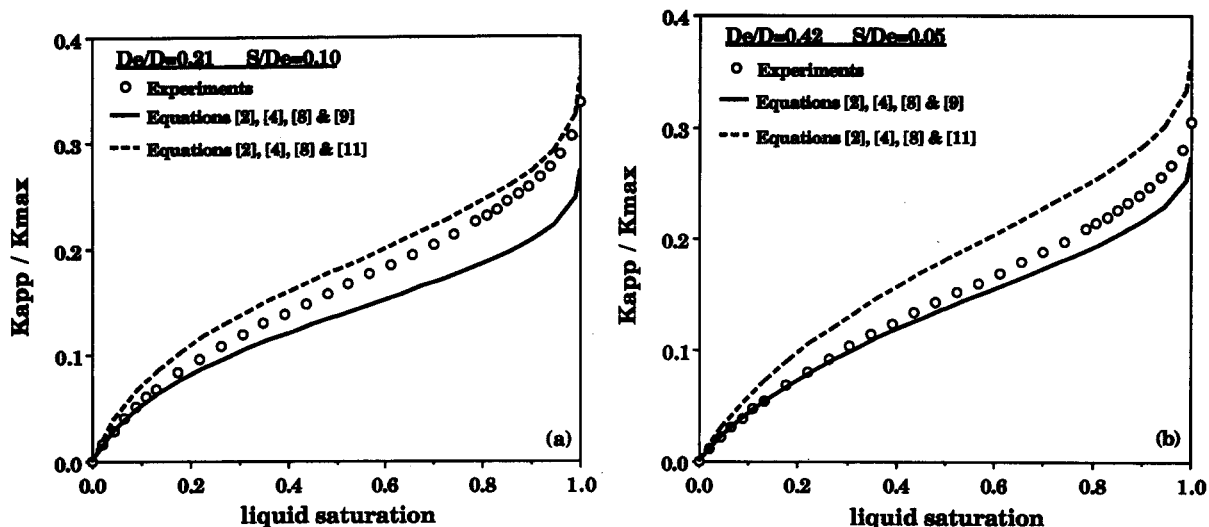 De/D=0.21 S/De=0.10
Experiments
Equations [2], [4], [8] & [9]
Equations [2], [4], [8] & [11]
Kapp / Kmax
0.4
0.3
0.2
0.1
0.0
0.0 0.2 0.4 0.6 0.8 1.0
liquid saturation
(a)
De/D=0.42 S/De=0.05
Experiments
Equations [2], [4], [8] & [9]
Equations [2], [4], [8] & [11]
Kapp / Kmax
0.4
0.3
0.2
0.1
0.0
0.0 0.2 0.4 0.6 0.8 1.0
liquid saturation
(b)